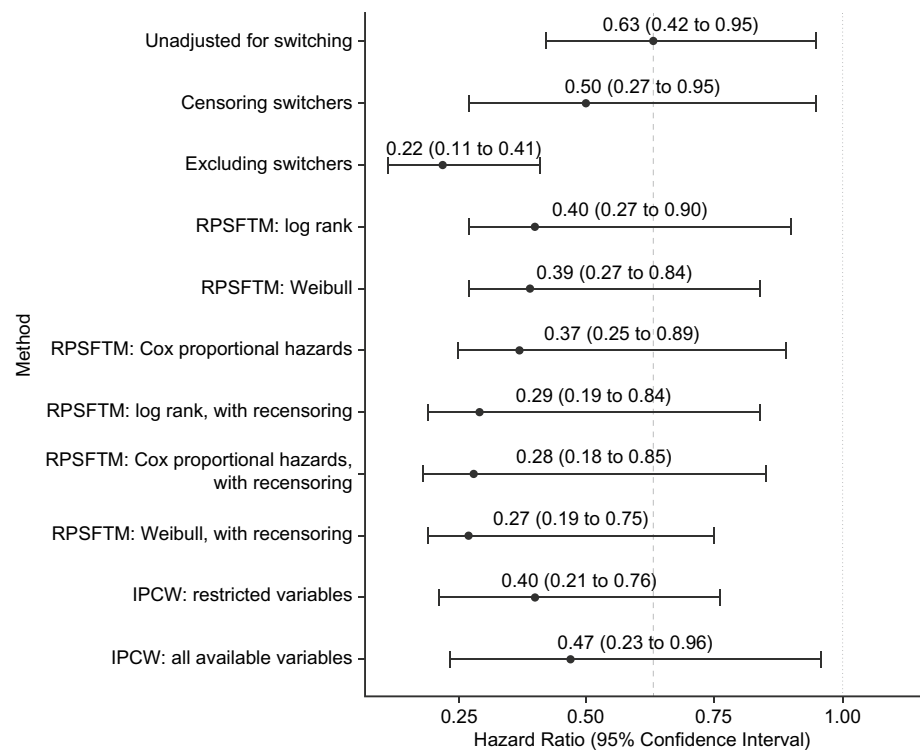 Unadjusted for switching
0.63 (0.42 to 0.95)
Censoring switchers
0.50 (0.27 to 0.95)
Excluding switchers
0.22 (0.11 to 0.41)
RPSFTM: log rank
0.40 (0.27 to 0.90)
RPSFTM: Weibull
0.39 (0.27 to 0.84)
RPSFTM: Cox proportional hazards
0.37 (0.25 to 0.89)
RPSFTM: log rank, with recensoring
0.29 (0.19 to 0.84)
RPSFTM: Cox proportional hazards,
with recensoring
0.28 (0.18 to 0.85)
RPSFTM: Weibull, with recensoring
0.27 (0.19 to 0.75)
IPCW: restricted variables
0.40 (0.21 to 0.76)
IPCW: all available variables
0.47 (0.23 to 0.96)
Method
0.25 0.50 0.75 1.00
Hazard Ratio (95% Confidence Interval)